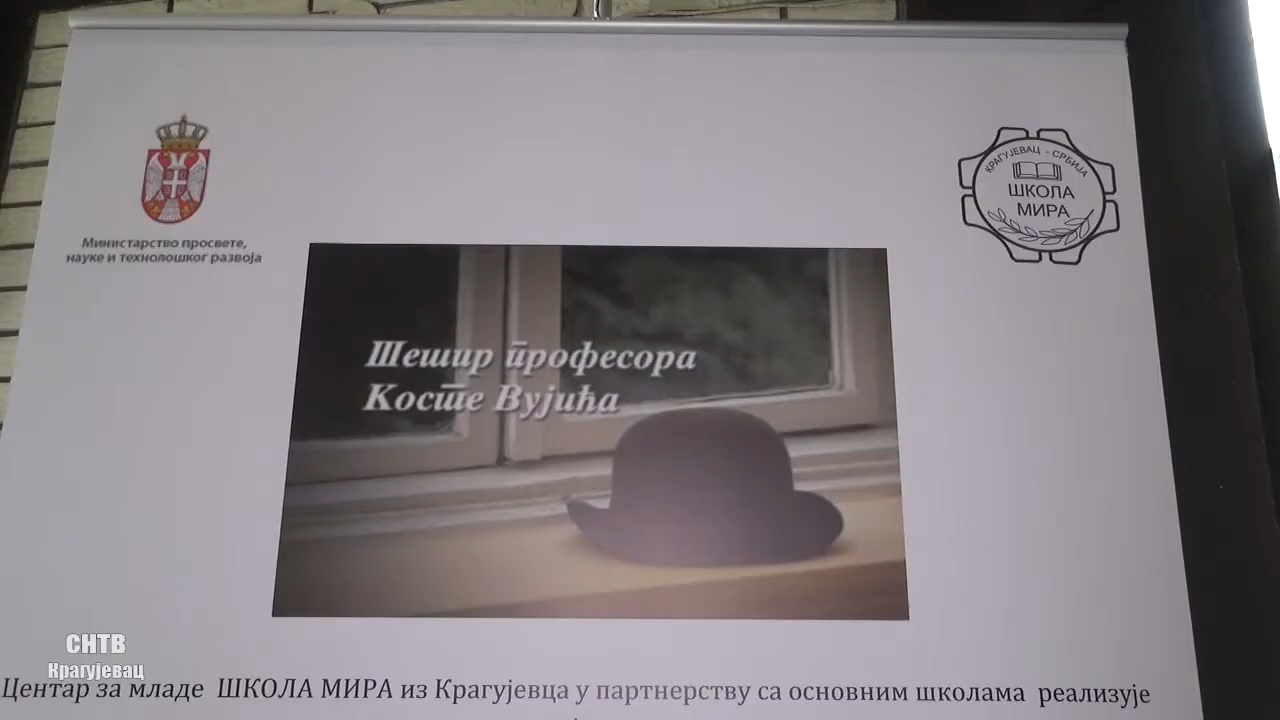 Министарство просвете,
науке и технолошког развоја
КРАГУЈЕВАЦ - СРБИЈА
ШКОЛА
МИРА
Шешир професора
Косте Вујића
СНТВ
Крагујевац
Центар за младе ШКОЛА МИРА из Крагујевца у партнерству са основним школама реализује